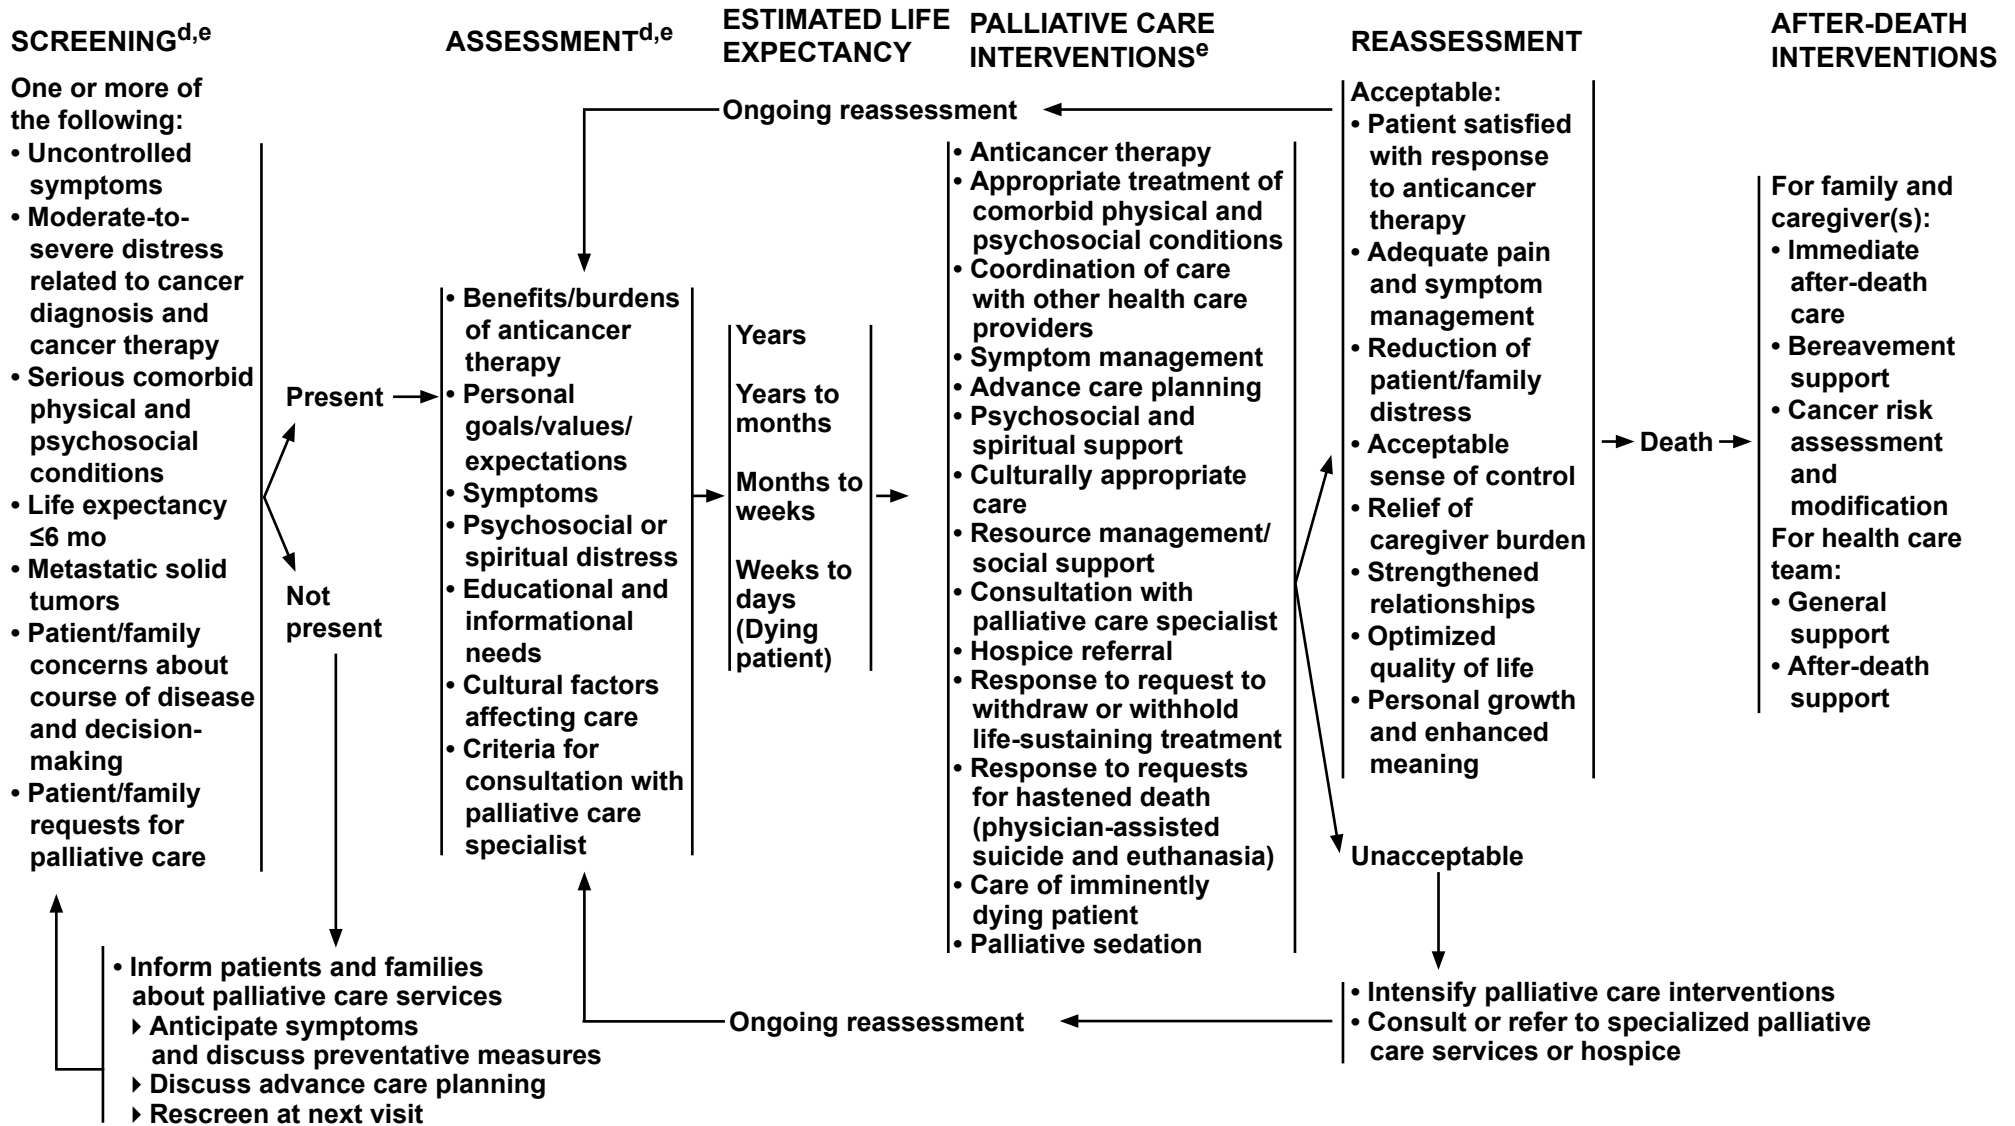 SCREENINGd,e
One or more of
the following:
• Uncontrolled
symptoms
• Moderate-to-
severe distress
related to cancer
diagnosis and
cancer therapy
• Serious comorbid
physical and
psychosocial
conditions
• Life expectancy
≤6 mo
• Metastatic solid
tumors
• Patient/family
concerns about
course of disease
and decision-
making
• Patient/family
requests for
palliative care
Present
Not
present
• Inform patients and families
about palliative care services
▸ Anticipate symptoms
and discuss preventative measures
▸ Discuss advance care planning
▸ Rescreen at next visit
ASSESSMENTd,e
• Benefits/burdens
of anticancer
therapy
• Personal
goals/values/
expectations
• Symptoms
• Psychosocial or
spiritual distress
• Educational and
informational
needs
• Cultural factors
affecting care
• Criteria for
consultation with
palliative care
specialist
ESTIMATED LIFE
EXPECTANCY
Ongoing reassessment
Years
Years to
months
Months to
weeks
Weeks to
days
(Dying
patient)
Ongoing reassessment
PALLIATIVE CARE
INTERVENTIONSe
• Anticancer therapy
• Appropriate treatment of
comorbid physical and
psychosocial conditions
• Coordination of care
with other health care
providers
• Symptom management
• Advance care planning
• Psychosocial and
spiritual support
• Culturally appropriate
care
• Resource management/
social support
• Consultation with
palliative care specialist
• Hospice referral
• Response to request to
withdraw or withhold
life-sustaining treatment
• Response to requests
for hastened death
(physician-assisted
suicide and euthanasia)
• Care of imminently
dying patient
• Palliative sedation
REASSESSMENT
Acceptable:
• Patient satisfied
with response
to anticancer
therapy
• Adequate pain
and symptom
management
• Reduction of
patient/family
distress
• Acceptable
sense of control
• Relief of
caregiver burden
• Strengthened
relationships
• Optimized
quality of life
• Personal growth
and enhanced
meaning
Unacceptable
• Intensify palliative care interventions
• Consult or refer to specialized palliative
care services or hospice
Death
AFTER-DEATH
INTERVENTIONS
For family and
caregiver(s):
• Immediate
after-death
care
• Bereavement
support
• Cancer risk
assessment
and
modification
For health care
team:
• General
support
• After-death
support